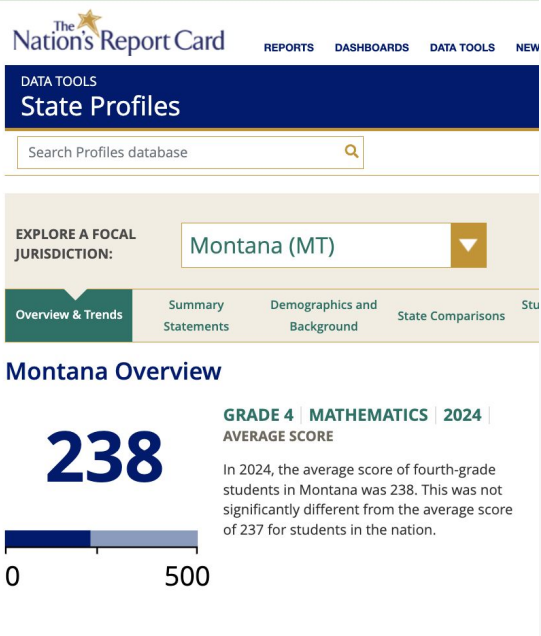 The
Nation's Report Card
REPORTS DASHBOARDS DATA TOOLS NEW
DATA TOOLS
State Profiles
Search Profiles database
EXPLORE A FOCAL
JURISDICTION:
Montana (MT)
Overview & Trends
Summary
Statements
Demographics and
Background
State Comparisons
Stu
Montana Overview
238
0 500
GRADE 4 MATHEMATICS 2024
AVERAGE SCORE
In 2024, the average score of fourth-grade
students in Montana was 238. This was not
significantly different from the average score
of 237 for students in the nation.